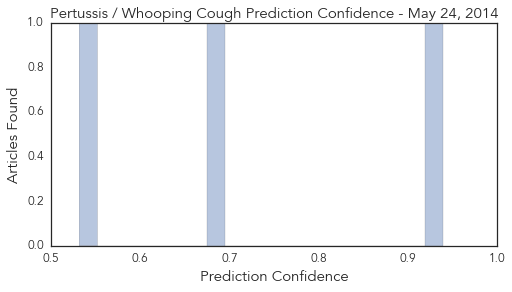 Pertussis / Whooping Cough Prediction Confidence - May 24, 2014
1.0
0.8
0.6
0.4
0.2
0.0
Articles Found
0.5 0.6 0.7 0.8 0.9 1.0
Prediction Confidence